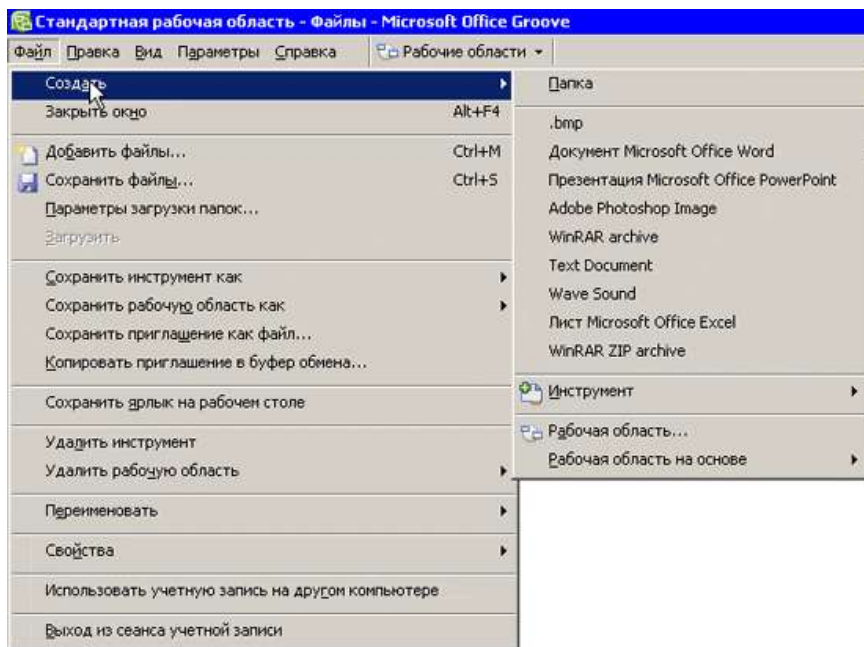 Стандартная рабочая область - Файлы - Microsoft Office Groove
Файл Правка Вид Параметры Справка Рабочие области
Создать
Закрыть окно Alt+F4
Добавить файлы... Ctrl+M
Сохранить файлы... Ctrl+S
Параметры загрузки папок...
Загрузить
Сохранить инструмент как
Сохранить рабочую область как
Сохранить приглашение как файл...
Копировать приглашение в буфер обмена...
Сохранить ярлык на рабочем столе
Удалить инструмент
Удалить рабочую область
Переименовать
Свойства
Использовать учетную запись на другом компьютере
Выход из сеанса учетной записи
Папка
.bmp
Документ Microsoft Office Word
Презентация Microsoft Office PowerPoint
Adobe Photoshop Image
WinRAR archive
Text Document
Wave Sound
Лист Microsoft Office Excel
WinRAR ZIP archive
Инструмент
Рабочая область...
Рабочая область на основе